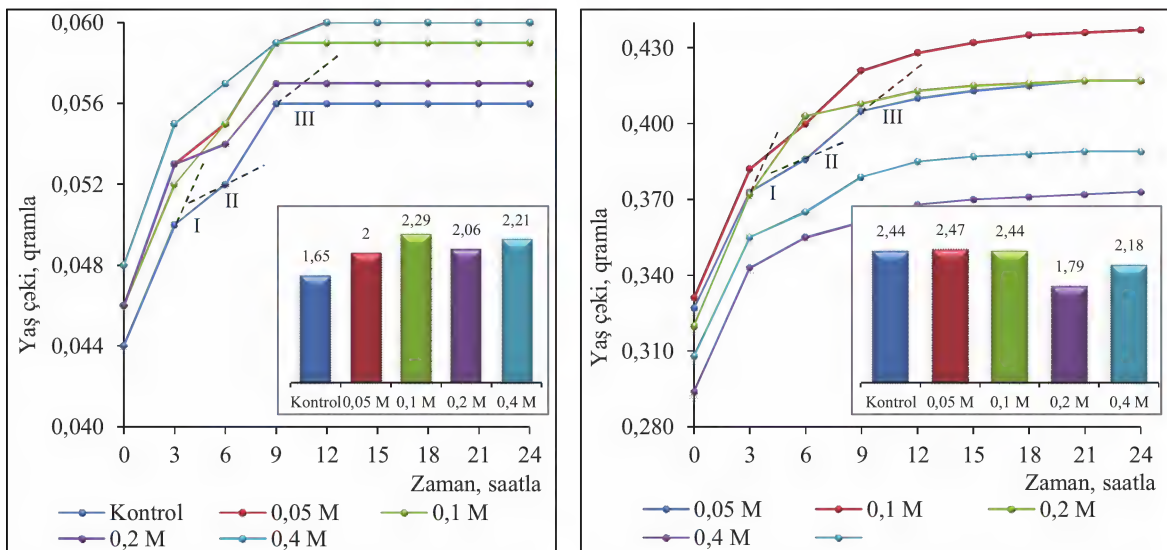 0,060
0,056
0,052
0,048
0,044
0,040
Yaş çəki, qramla
I
II
III
1,65
2
2,29
2,06
2,21
Kontrol 0,05 M 0,1 M 0,2 M 0,4 M
0 3 6 9 12 15 18 21 24
Zaman, saatla
Kontrol 0,05 M 0,1 M
0,2 M 0,4 M
0,430
0,400
0,370
0,340
0,310
0,280
Yaş çəki, qramla
I
II
III
2,44
2,47
2,44
1,79
2,18
Kontrol 0,05 M 0,1 M 0,2 M 0,4 M
0 3 6 9 12 15 18 21 24
Zaman, saatla
0,05 M 0,1 M 0,2 M
0,4 M